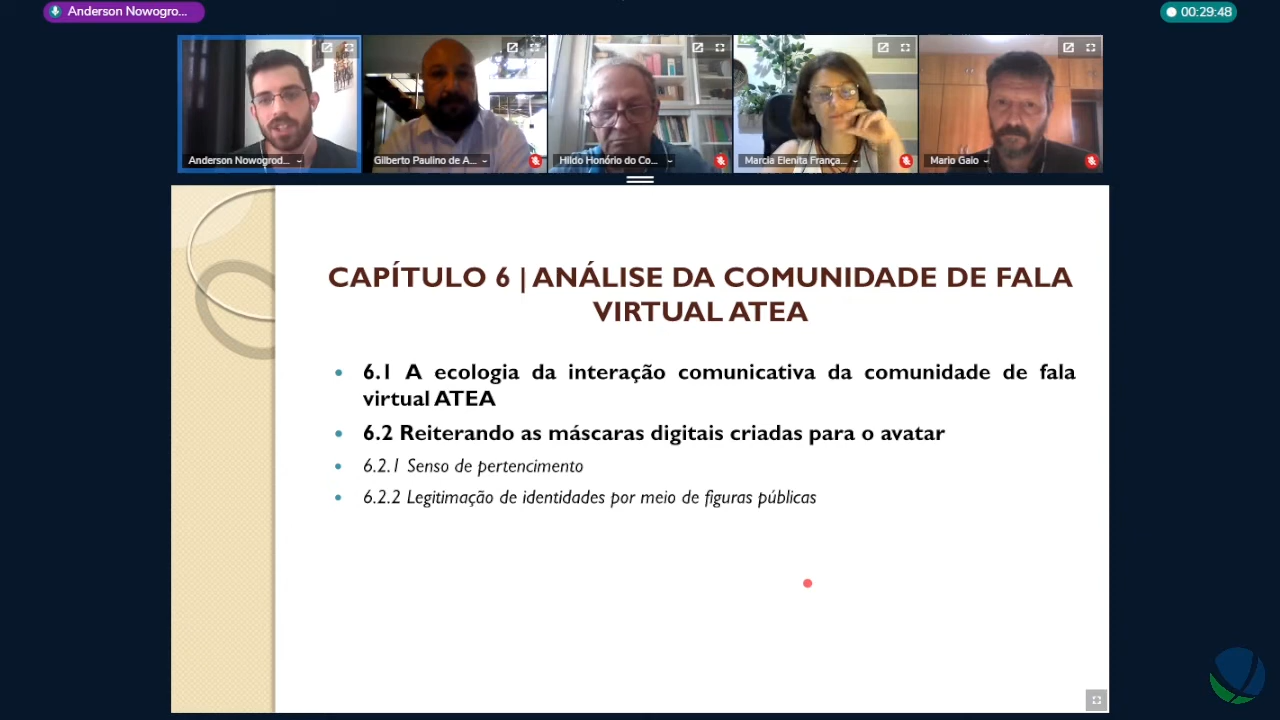 Anderson Nowogro...
00:29:48
Anderson Nowogrod...
Gilberto Paulino de A...
Hildo Honório do Co...
Marcia Elenita França...
Mario Gaio
CAPÍTULO 6 | ANÁLISE DA COMUNIDADE DE FALA
VIRTUAL ATEA
6.1 A ecologia da interação comunicativa da comunidade de fala
virtual ATEA
6.2 Reiterando as máscaras digitais criadas para o avatar
6.2.1 Senso de pertencimento
6.2.2 Legitimação de identidades por meio de figuras públicas